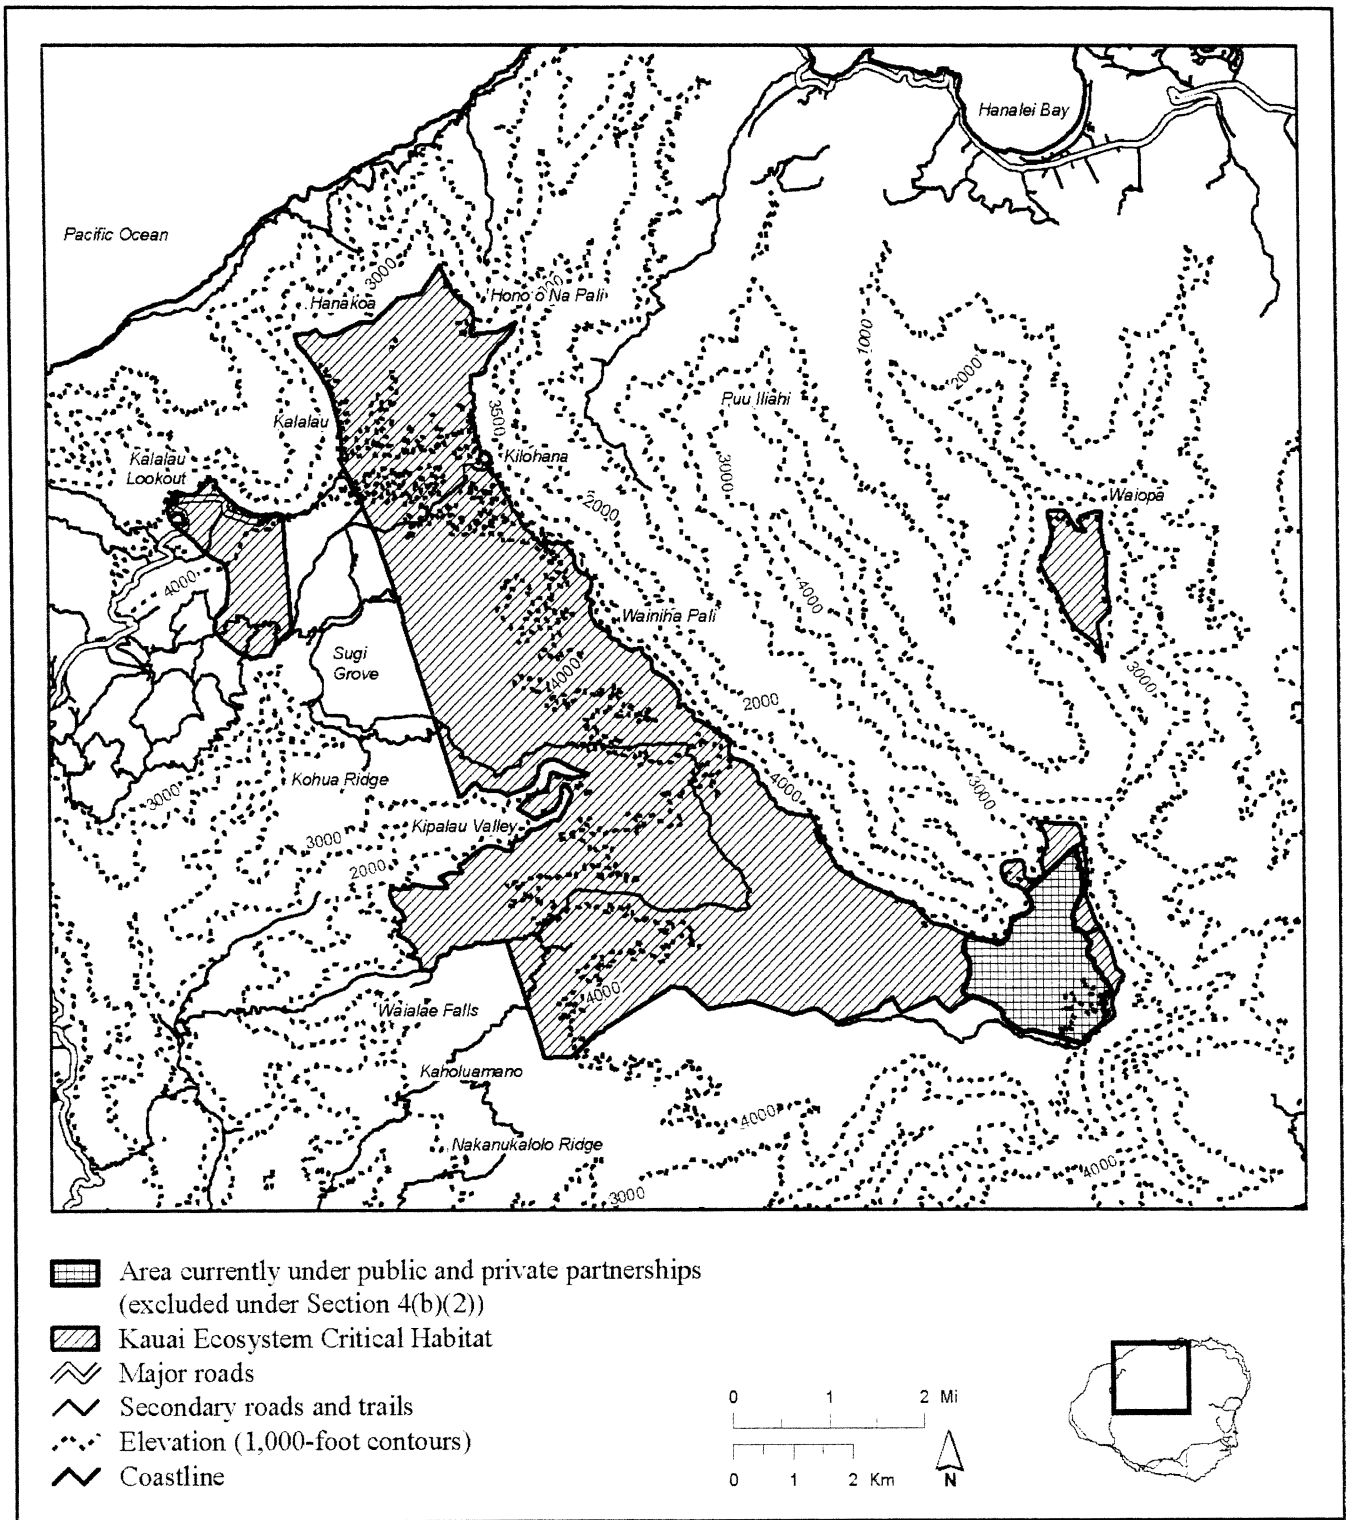 Hanalei Bay
Pacific Ocean
3000
Hanakoa
Hono o Na Pali
1000
2000
Puu Iliahi
3500
Kalalau
Kilohana
Kalalau
Lookout
3000
2000
Waiopa
4000
4000
Wainiha Pali
Sugi
Grove
4000
3000
2000
Kohua Ridge
4000
3000
3000
Kipalau Valley
3000
2000
4000
Waialae Falls
Kaholuamano
4000
Nakanukalolo Ridge
4000
3000
Area currently under public and private partnerships
(excluded under Section 4(b)(2))
Kauai Ecosystem Critical Habitat
Major roads
Secondary roads and trails
Elevation (1,000-foot contours)
Coastline
0 1 2 Mi
0 1 2 Km
N